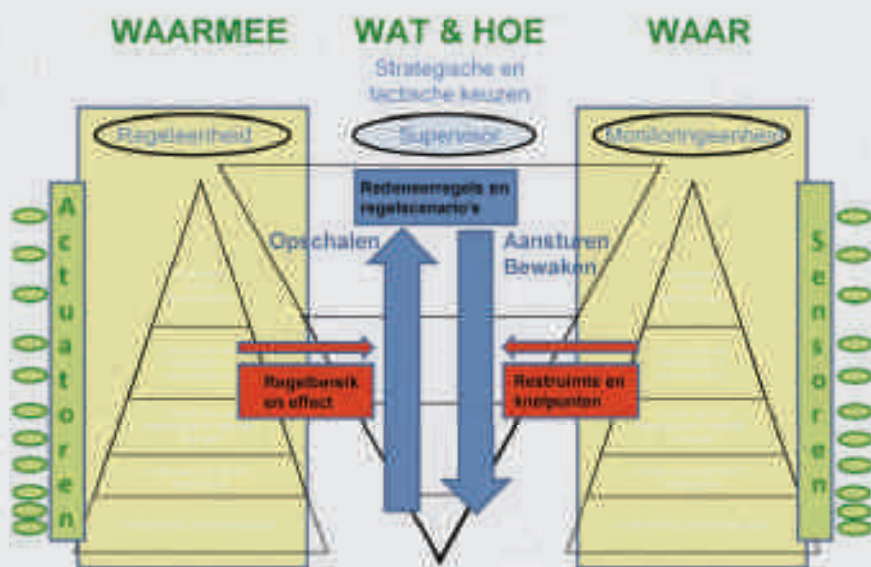 WAARMEE
WAT & HOE
WAAR
Strategische en
tactische keuzen
Regeleenheid
Supervisor
Monitoringeenheid
Redeneerregels en
regelscenario's
Opschalen
Aansturen
Bewaken
Actuatoren
Sensoren
Regelbereik
en effect
Restruimte en
knelpunten